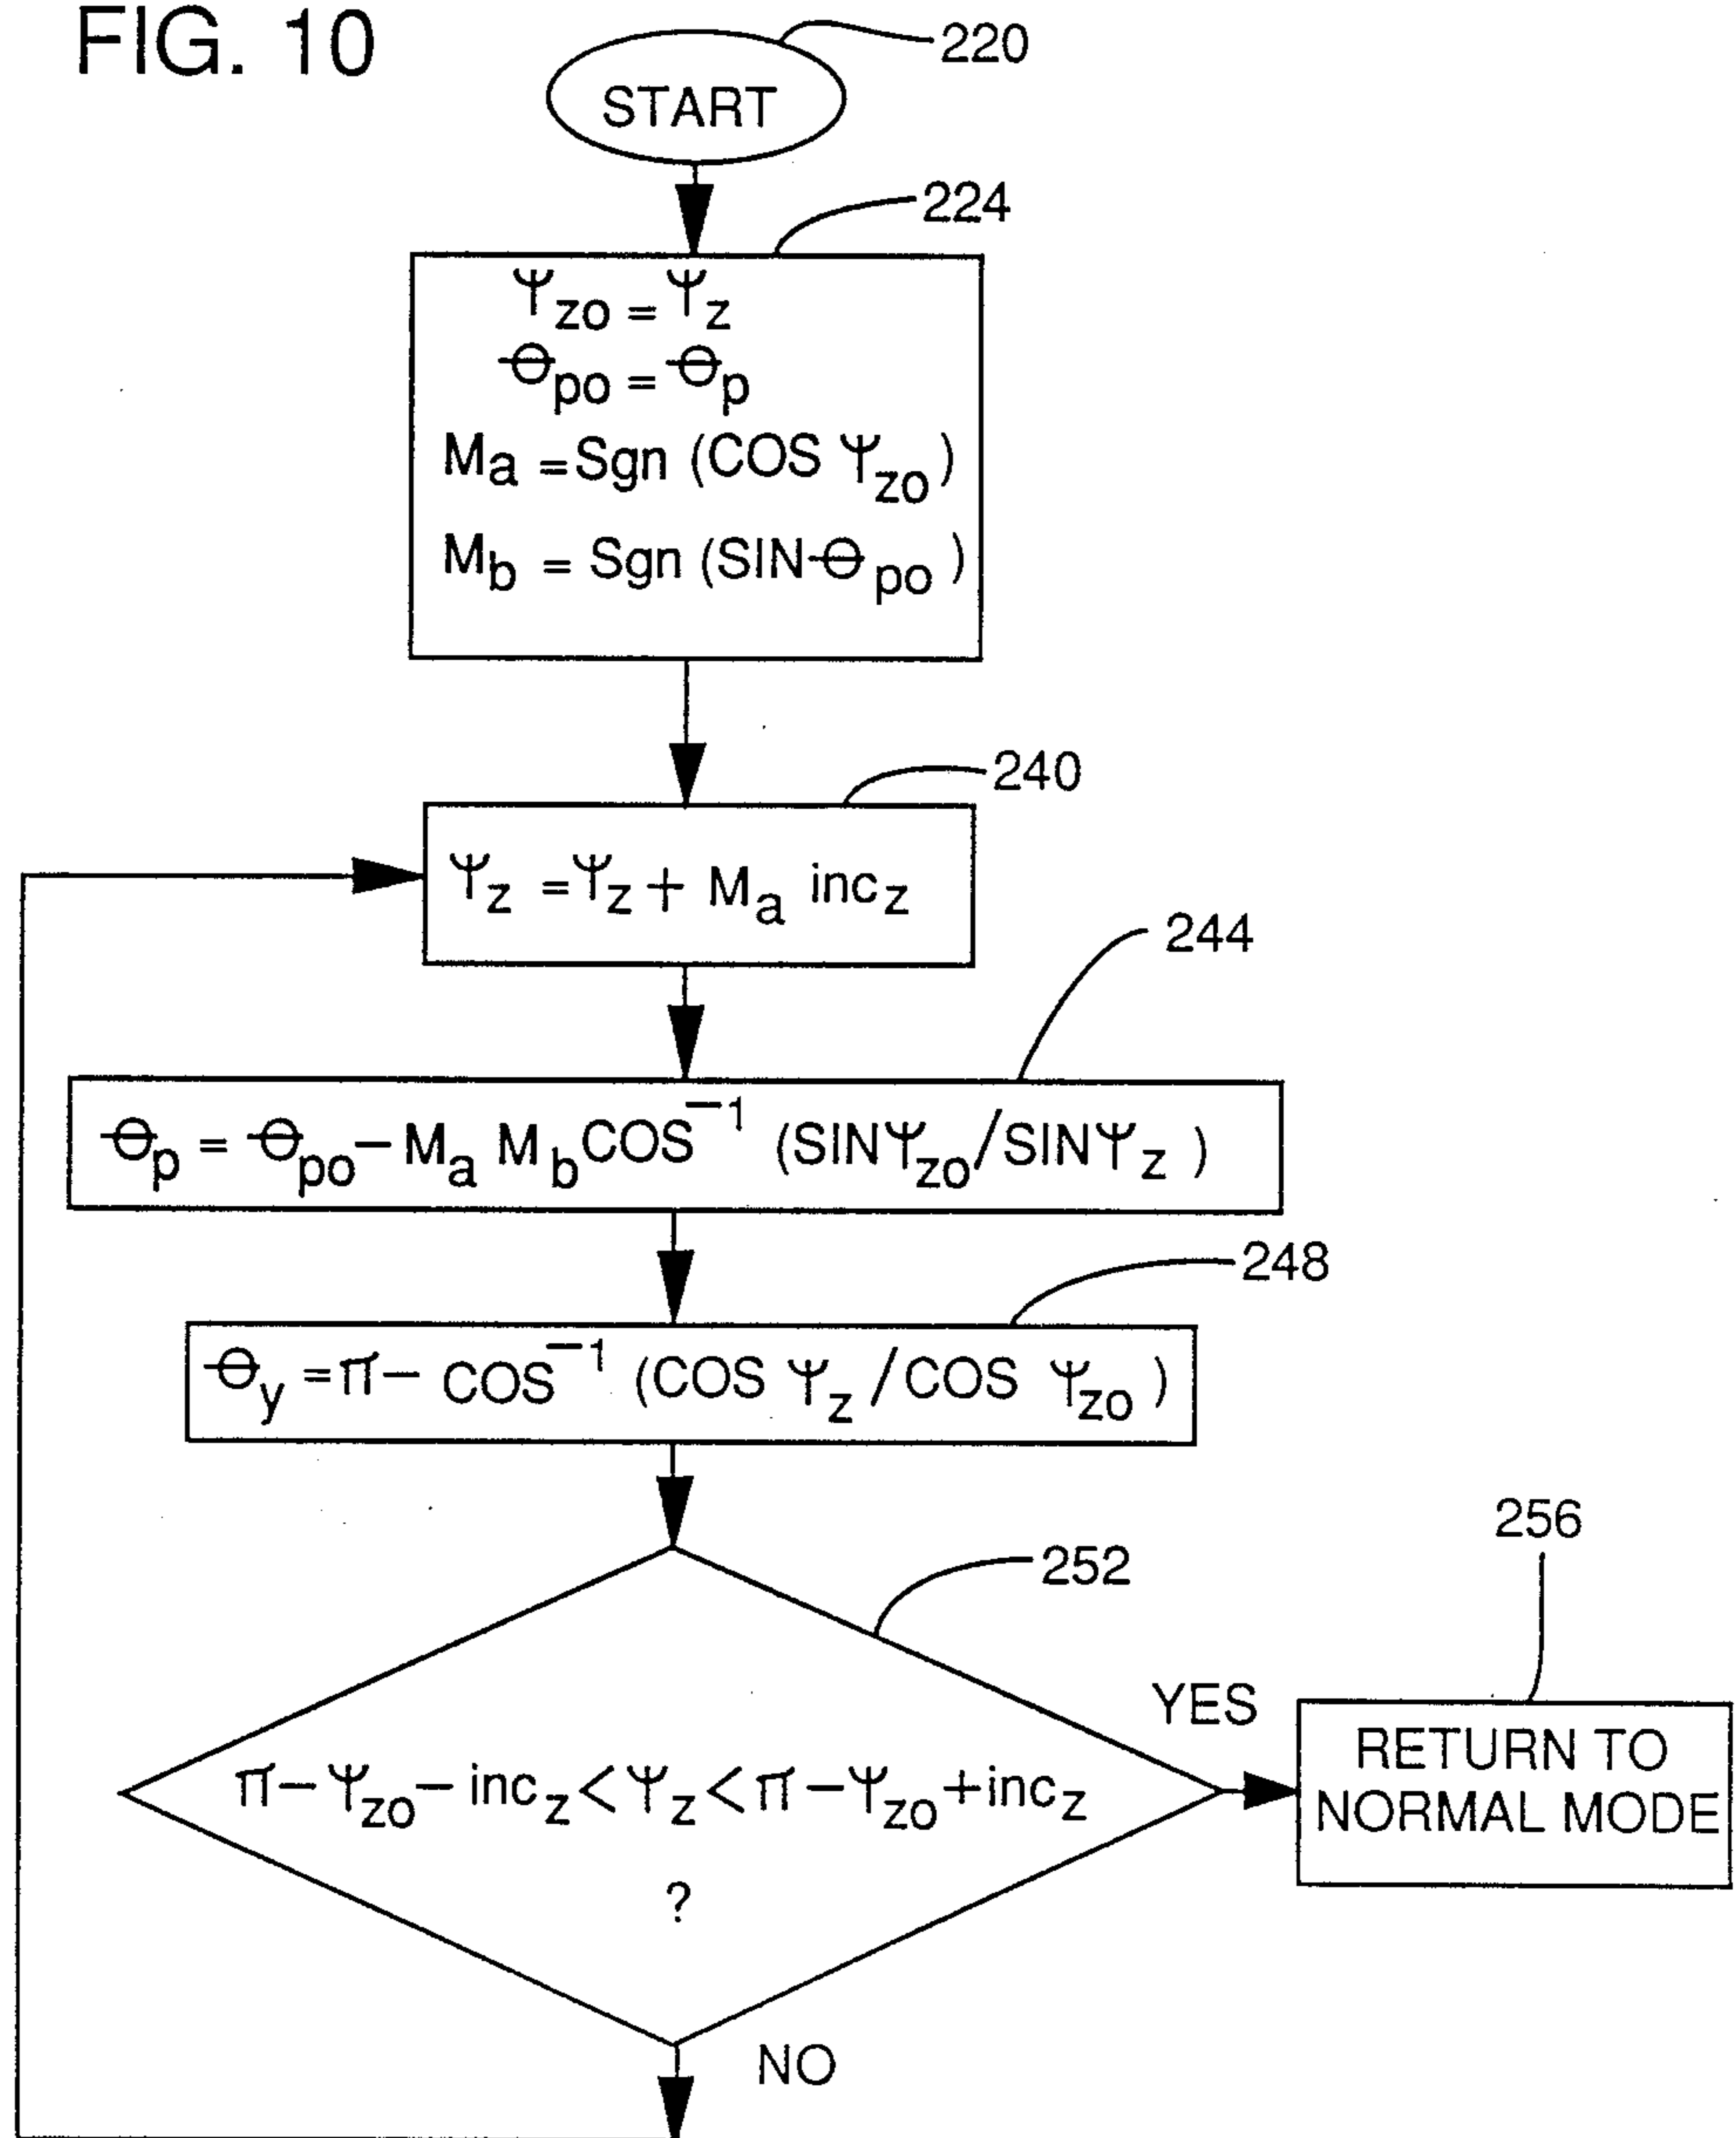 FIG. 10
START
220
224
Ψzo = Ψz
Θpo = Θp
Ma = Sgn (COS Ψzo)
Mb = Sgn (SIN Θpo)
240
Ψz = Ψz + Ma incz
244
Θp = Θpo - Ma Mb COS⁻¹ (SINΨzo/SINΨz)
248
Θy = π - COS⁻¹ (COS Ψz / COS Ψzo)
252
256
YES
π - Ψzo - incz < Ψz < π - Ψzo + incz
?
RETURN TO
NORMAL MODE
NO